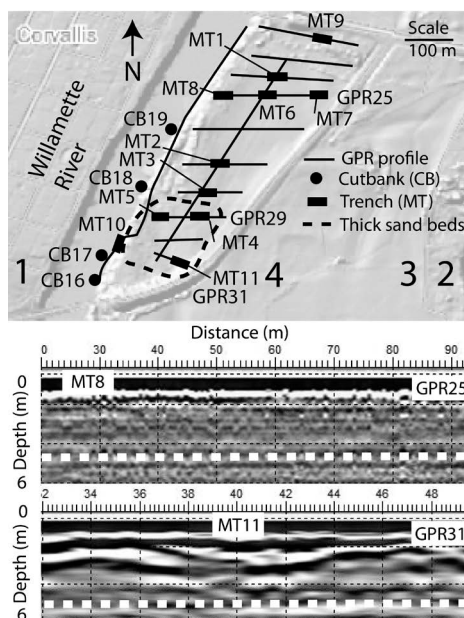 Corvallis
MT9
Scale
100 m
MT1
N
MT8
GPR25
MT6
MT7
CB19
Willamette
River
MT2
MT3
GPR profile
CB18
Cutbank (CB)
MT5
Trench (MT)
MT10
GPR29
Thick sand beds
MT4
CB17
1
MT11
4
3 2
CB16
GPR31
Distance (m)
0 20 30 40 50 60 70 80 90
MT8
GPR25
0
Depth (m)
6
32 34 36 38 40 42 44 46 48
MT11
GPR31
0
Depth (m)
6